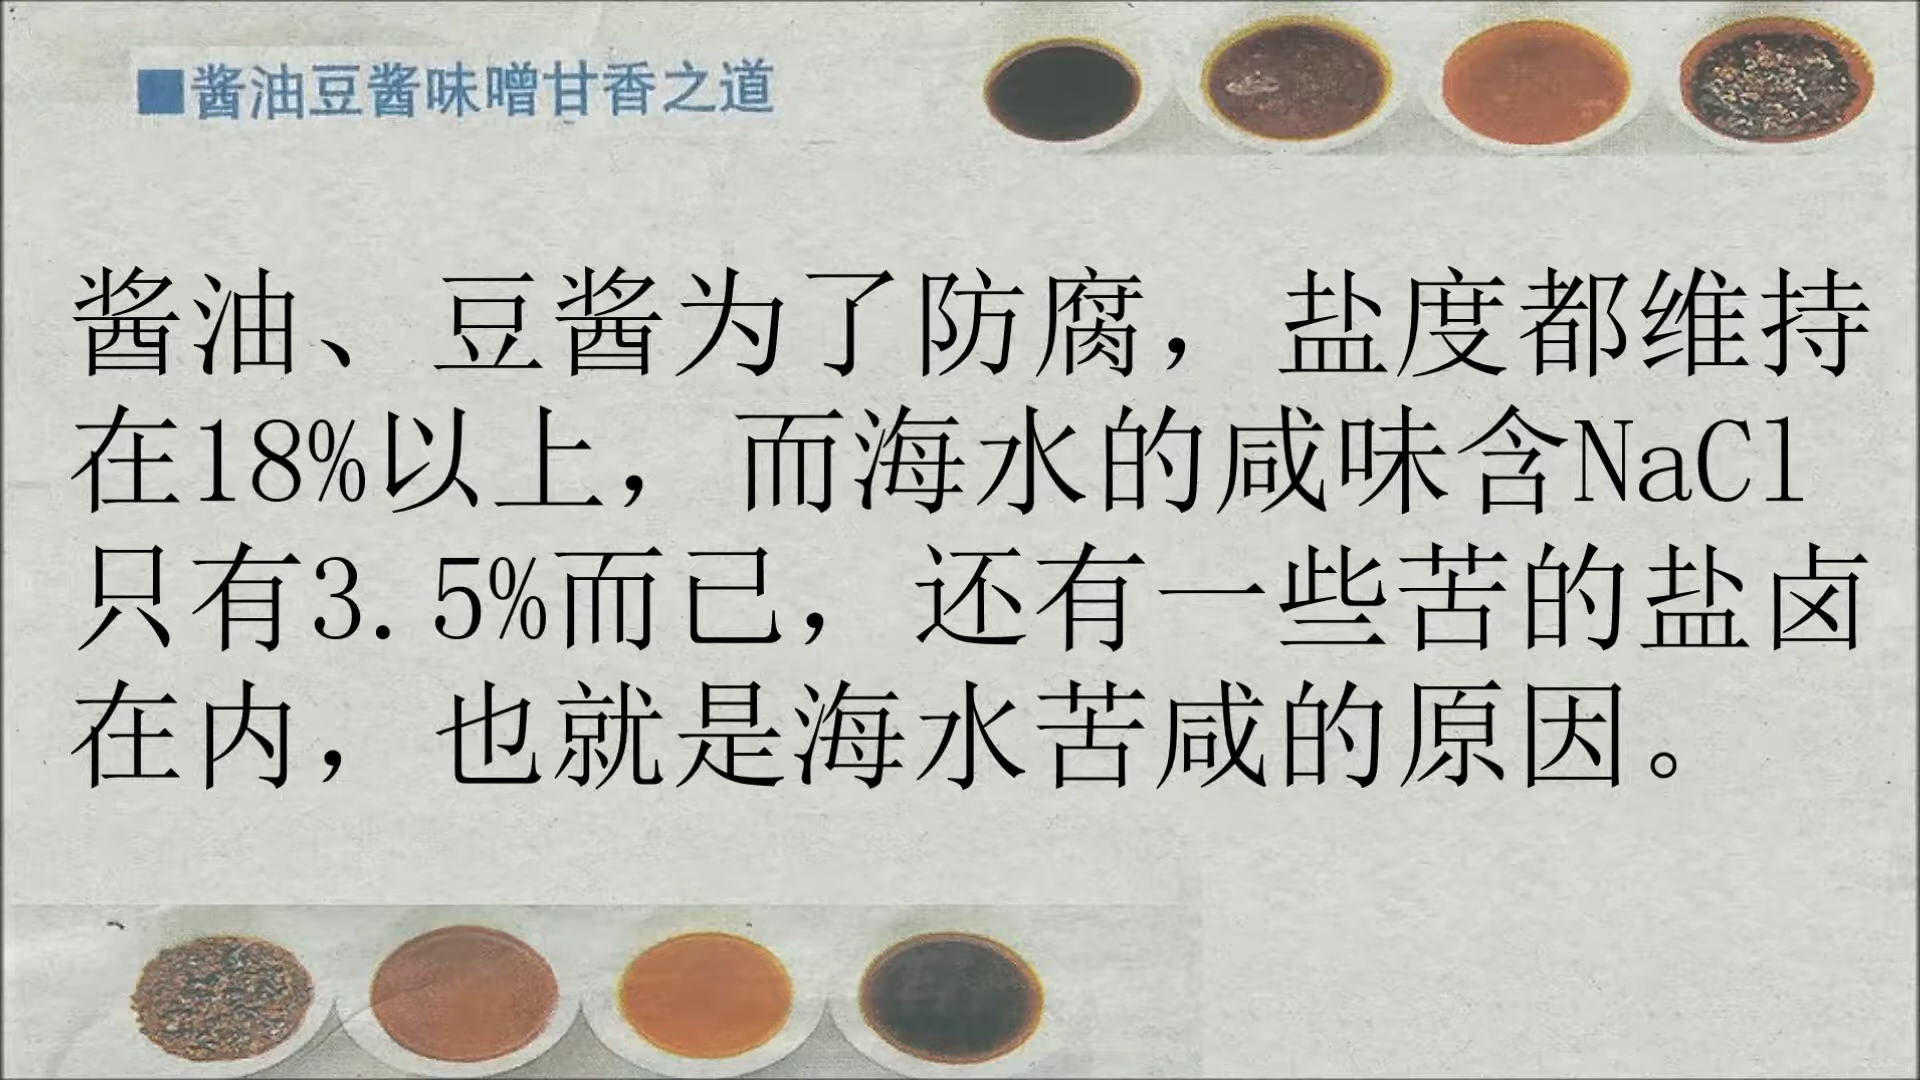 ■酱油豆酱味噌甘香之道
酱油、豆酱为了防腐，盐度都维持
在18%以上，而海水的咸味含NaCl
只有3.5%而已，还有一些苦的盐卤
在内，也就是海水苦咸的原因。